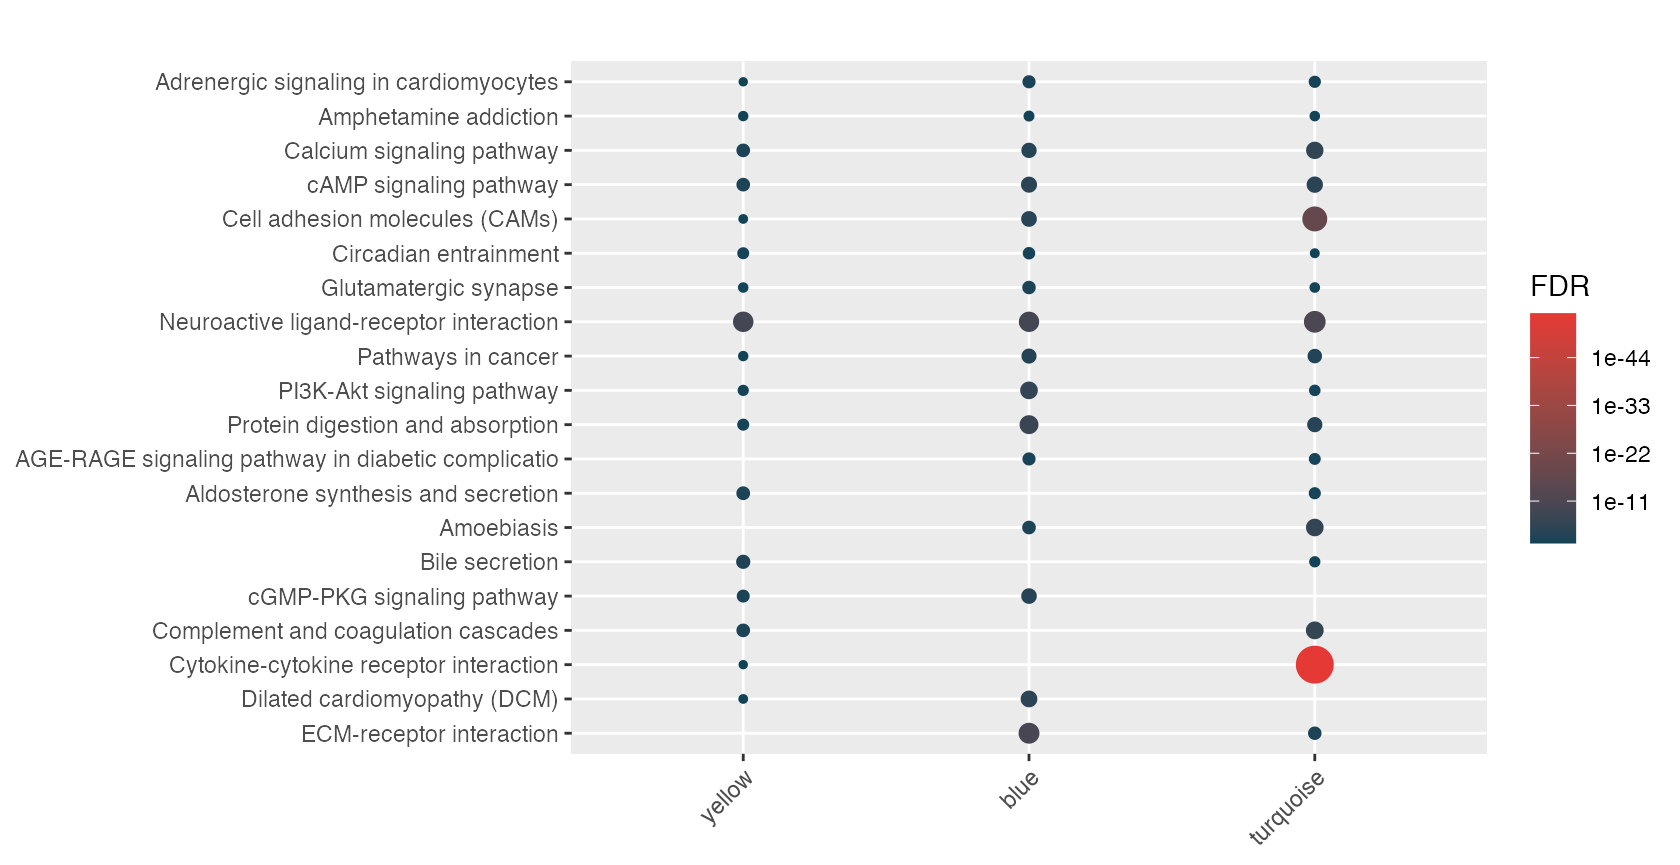 Adrenergic signaling in cardiomyocytes
Amphetamine addiction
Calcium signaling pathway
cAMP signaling pathway
Cell adhesion molecules (CAMs)
Circadian entrainment
Glutamatergic synapse
Neuroactive ligand-receptor interaction
Pathways in cancer
PI3K-Akt signaling pathway
Protein digestion and absorption
AGE-RAGE signaling pathway in diabetic complicatio
Aldosterone synthesis and secretion
Amoebiasis
Bile secretion
cGMP-PKG signaling pathway
Complement and coagulation cascades
Cytokine-cytokine receptor interaction
Dilated cardiomyopathy (DCM)
ECM-receptor interaction
yellow
blue
turquoise
FDR
1e-44
1e-33
1e-22
1e-11